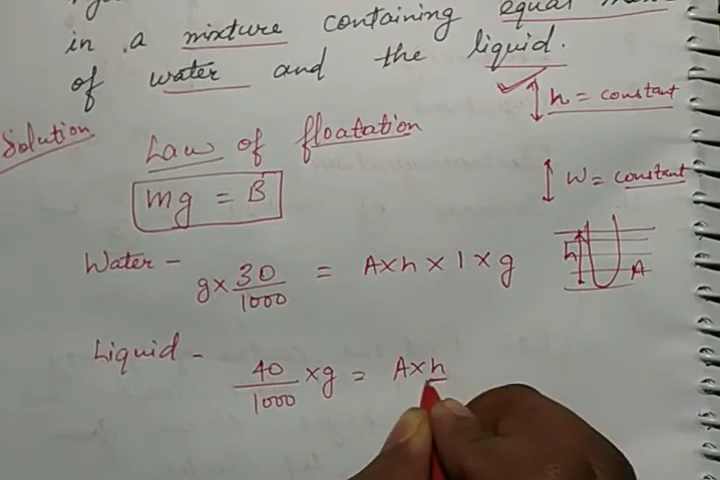 in a mixture containing equal
of water and the liquid.
h = constant
Solution
Law of floatation
mg = B
W = constant
Water - g × 30/1000 = A×h × 1 × g
h
A
Liquid - 40/1000 × g = A×h